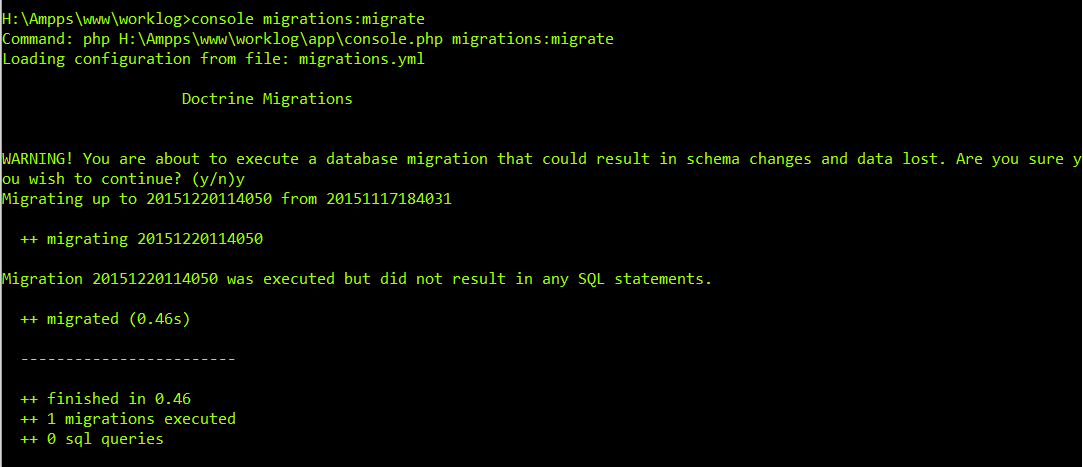 H:\Ampps\www\worklog>console migrations:migrate
Command: php H:\Ampps\www\worklog\app\console.php migrations:migrate
Loading configuration from file: migrations.yml
Doctrine Migrations
WARNING! You are about to execute a database migration that could result in schema changes and data lost. Are you sure y
ou wish to continue? (y/n)y
Migrating up to 20151220114050 from 20151117184031
++ migrating 20151220114050
Migration 20151220114050 was executed but did not result in any SQL statements.
++ migrated (0.46s)
------------------------
++ finished in 0.46
++ 1 migrations executed
++ 0 sql queries